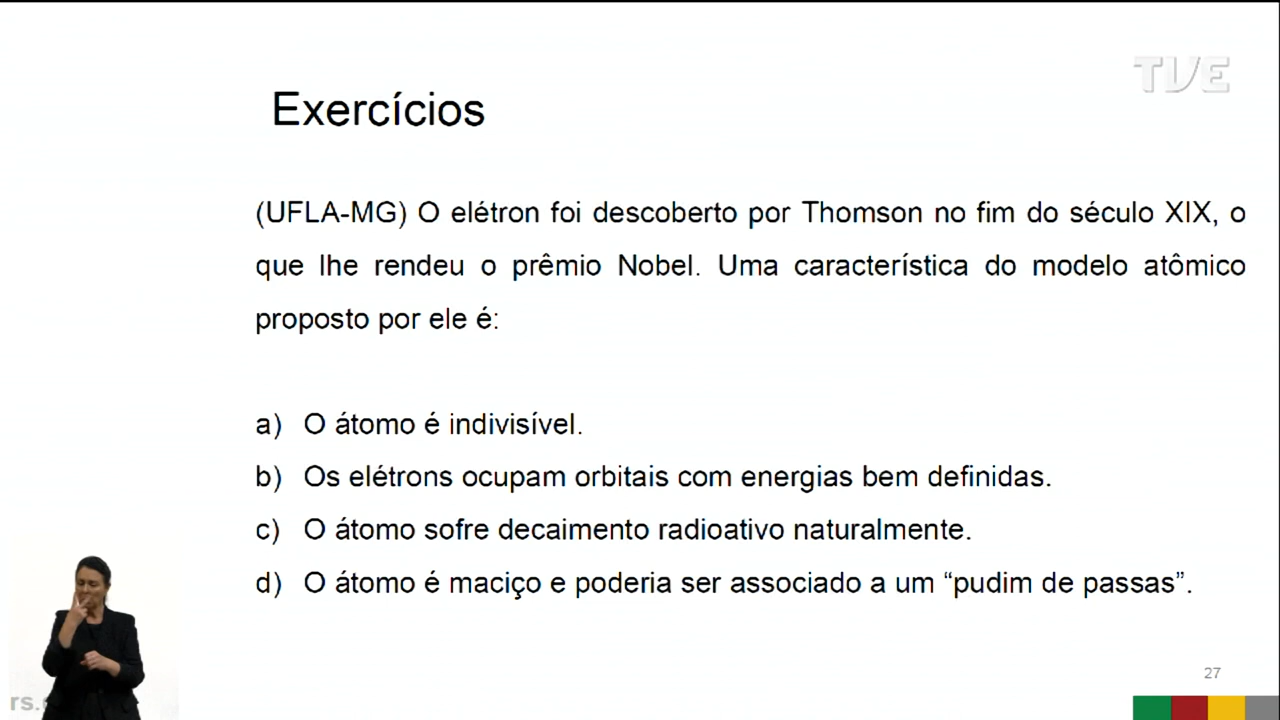 TVE
Exercícios
(UFLA-MG) O elétron foi descoberto por Thomson no fim do século XIX, o
que lhe rendeu o prêmio Nobel. Uma característica do modelo atômico
proposto por ele é:
a) O átomo é indivisível.
b) Os elétrons ocupam orbitais com energias bem definidas.
c) O átomo sofre decaimento radioativo naturalmente.
d) O átomo é maciço e poderia ser associado a um “pudim de passas”.
27
rs.